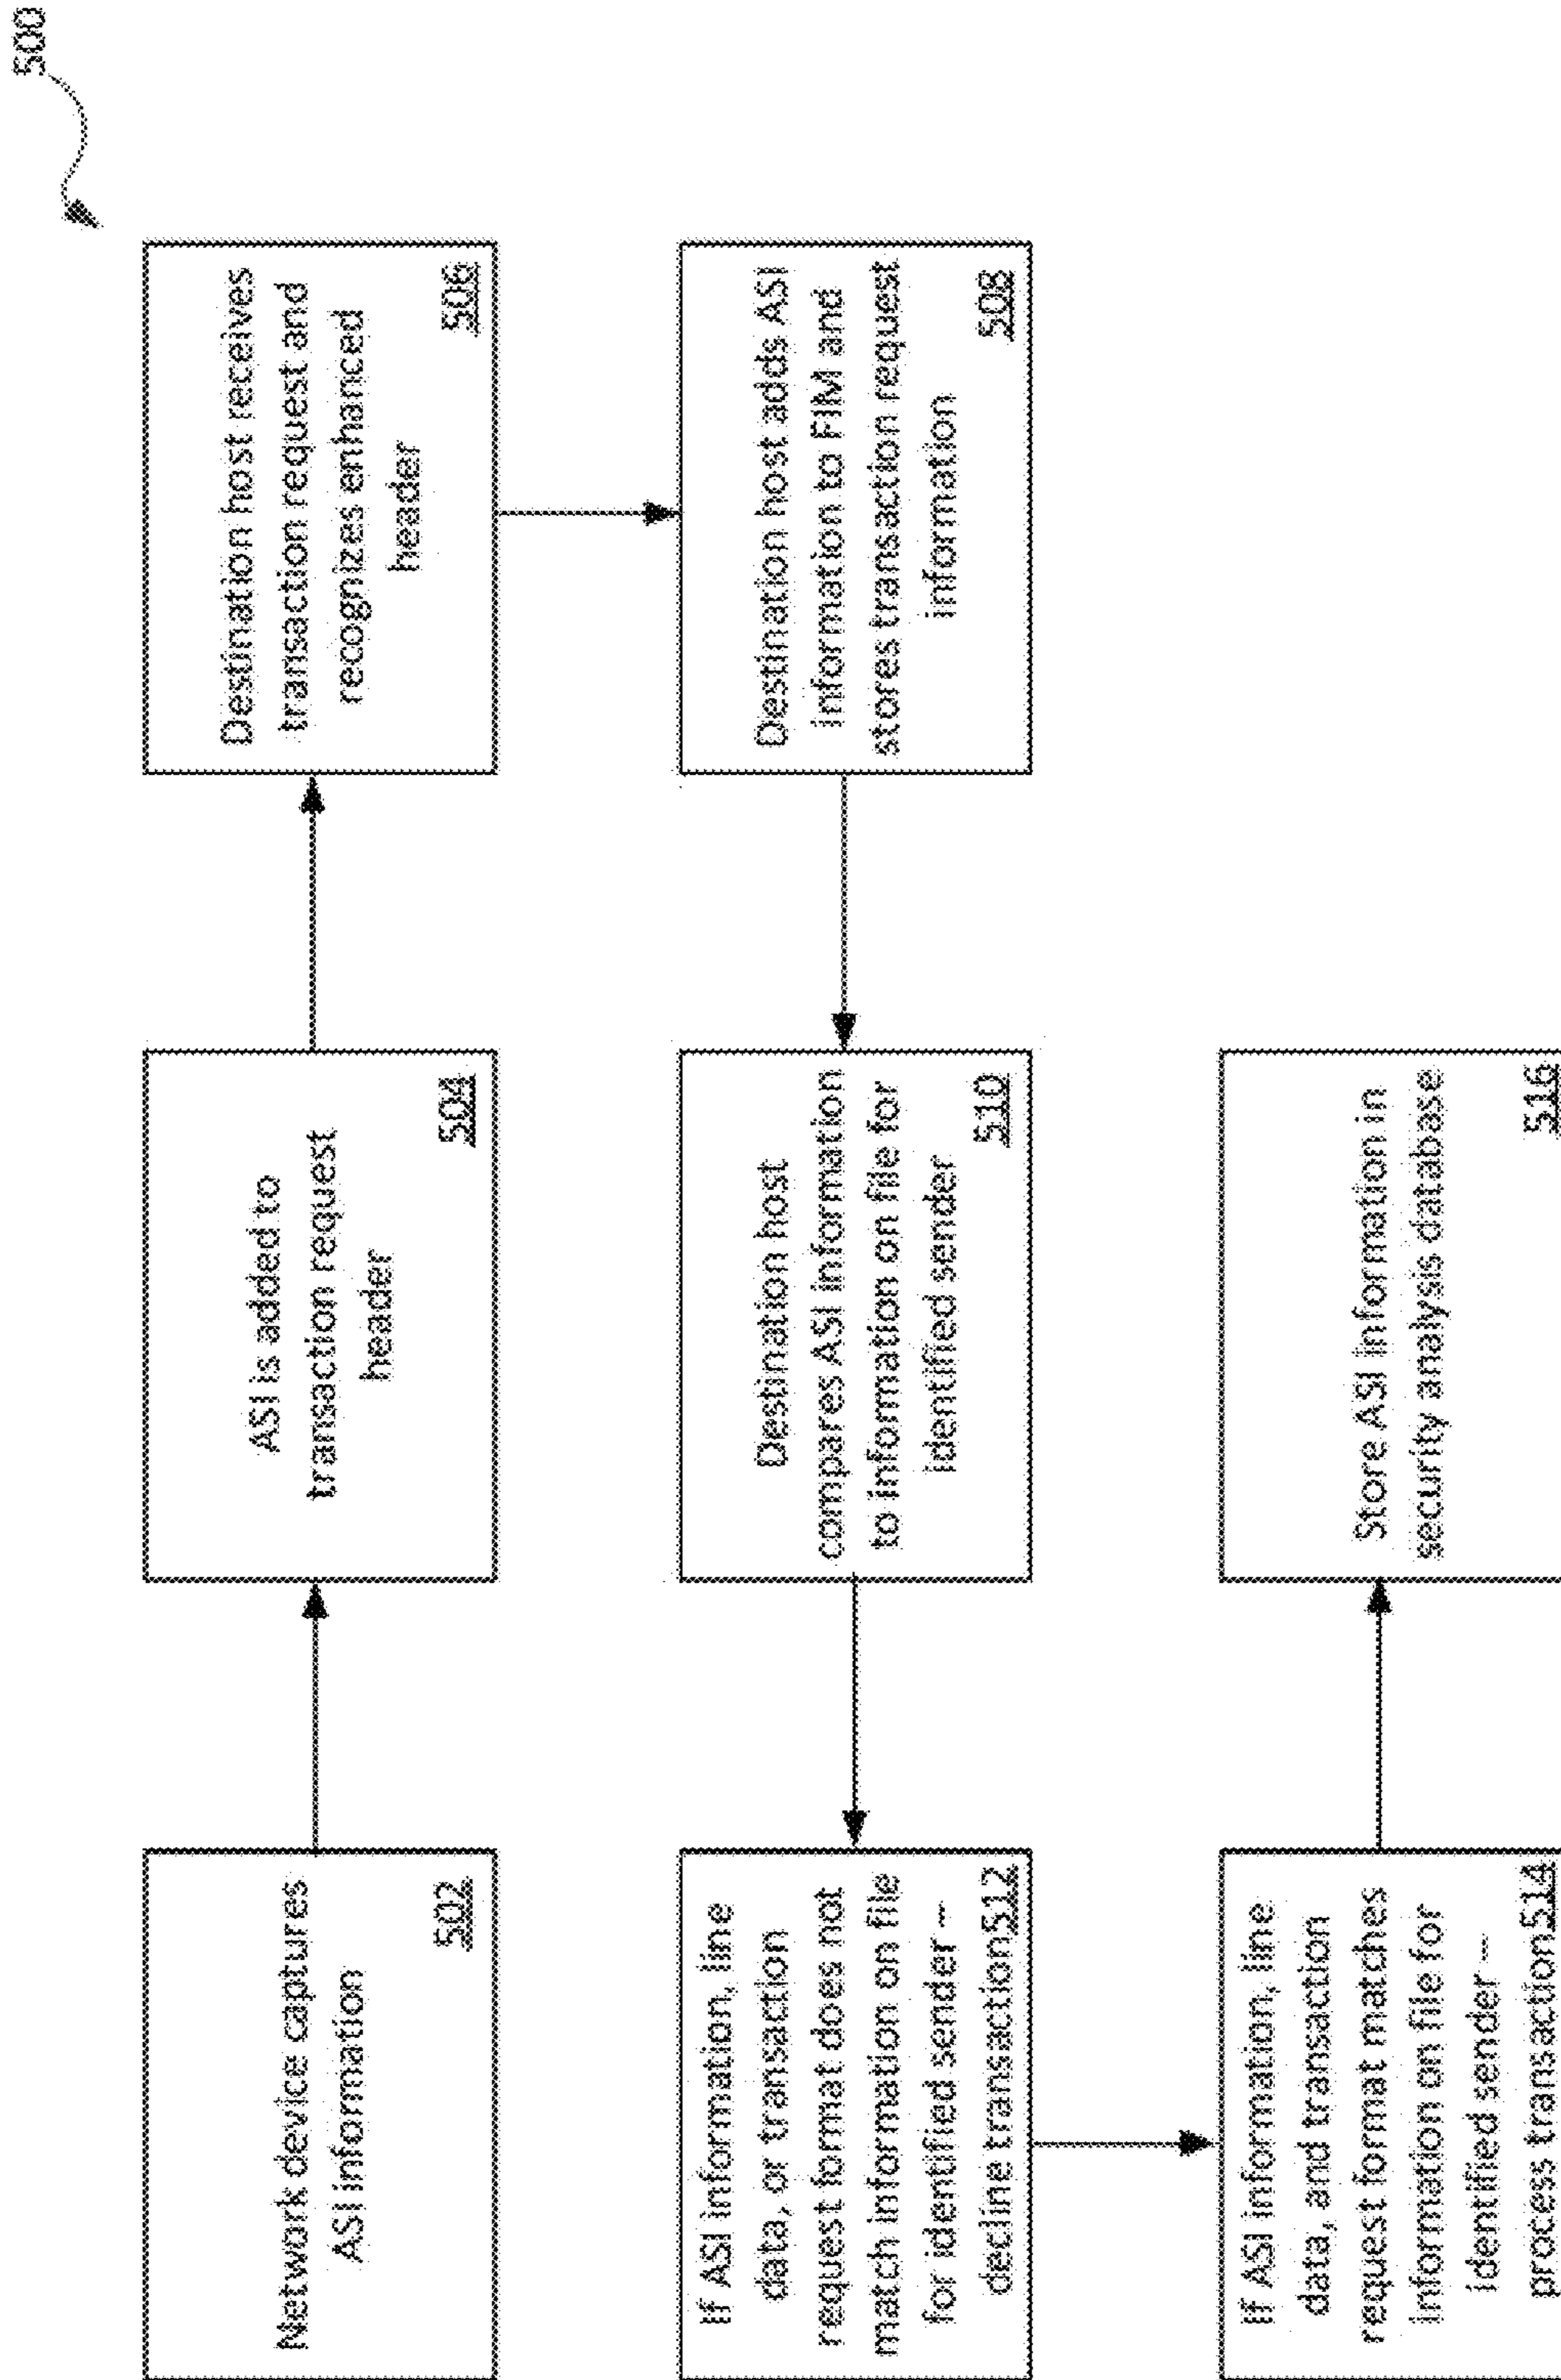 500
Network device captures
ASI information
502
ASI is added to
transaction request
header
504
Destination host receives
transaction request and
recognizes enhanced
header
506
Destination host adds ASI
information to FIM and
stores transaction request
information
508
Destination host
compares ASI information
to information on file for
identified sender
510
If ASI information, line
data, or transaction
request format does not
match information on file
for identified sender –
decline transaction512
If ASI information, line
data, and transaction
request format matches
information on file for
identified sender –
process transaction514
Store ASI information in
security analysis database
516